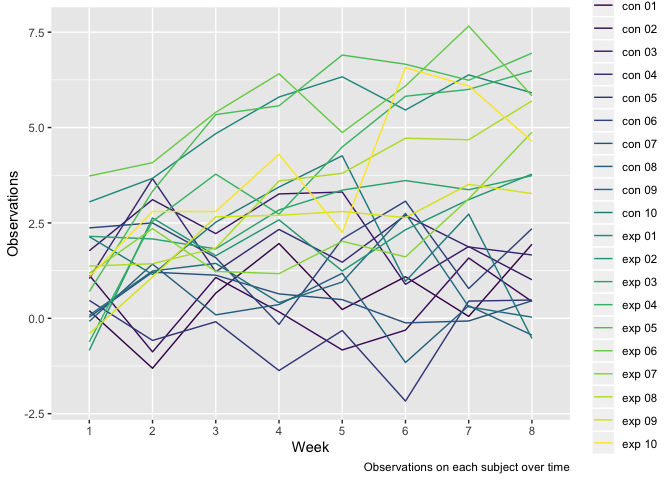 7.5
5.0
2.5
0.0
-2.5
Observations
1 2 3 4 5 6 7 8
Week
Observations on each subject over time
con 01
con 02
con 03
con 04
con 05
con 06
con 07
con 08
con 09
con 10
exp 01
exp 02
exp 03
exp 04
exp 05
exp 06
exp 07
exp 08
exp 09
exp 10